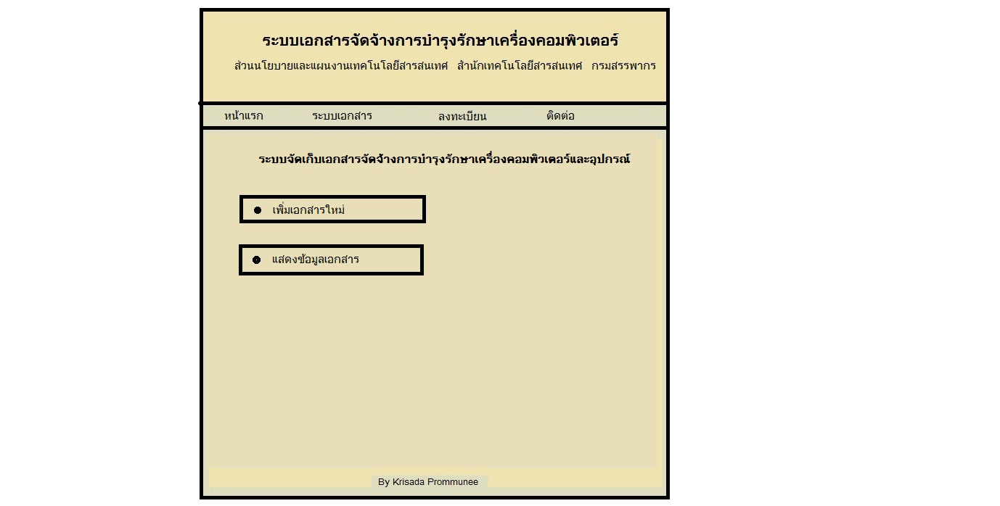 ระบบเอกสารจัดจ้างการบำรุงรักษาเครื่องคอมพิวเตอร์
ส่วนนโยบายและแผนงานเทคโนโลยีสารสนเทศ สำนักเทคโนโลยีสารสนเทศ กรมสรรพากร
หน้าแรก ระบบเอกสาร ลงทะเบียน ติดต่อ
ระบบจัดเก็บเอกสารจัดจ้างการบำรุงรักษาเครื่องคอมพิวเตอร์และอุปกรณ์
เพิ่มเอกสารใหม่
แสดงข้อมูลเอกสาร
By Krisada Prommunee